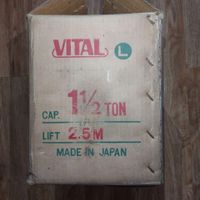 VITAL L
CAP. 1½ TON
LIFT 2.5M
MADE IN JAPAN